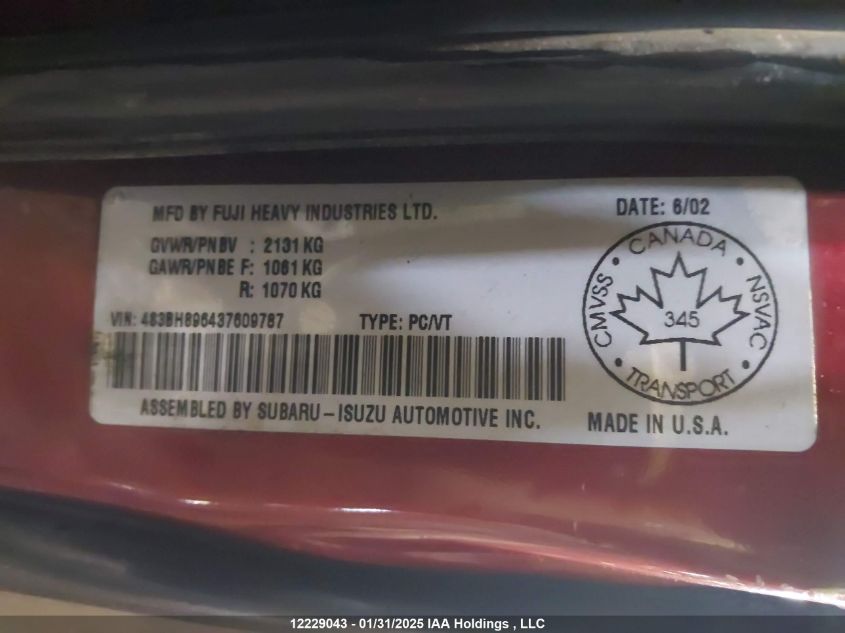 MFD BY FUJI HEAVY INDUSTRIES LTD.
DATE: 6/02
GVWR/PNBV : 2131 KG
GAWR/PNBE F: 1061 KG
R: 1070 KG
VIN: 4S3BH896437609787 TYPE: PC/VT
ASSEMBLED BY SUBARU-ISUZU AUTOMOTIVE INC.
• CANADA •
CMVSS
NSVAC
345
• TRANSPORT •
MADE IN U.S.A.
12229043 - 01/31/2025 IAA Holdings , LLC